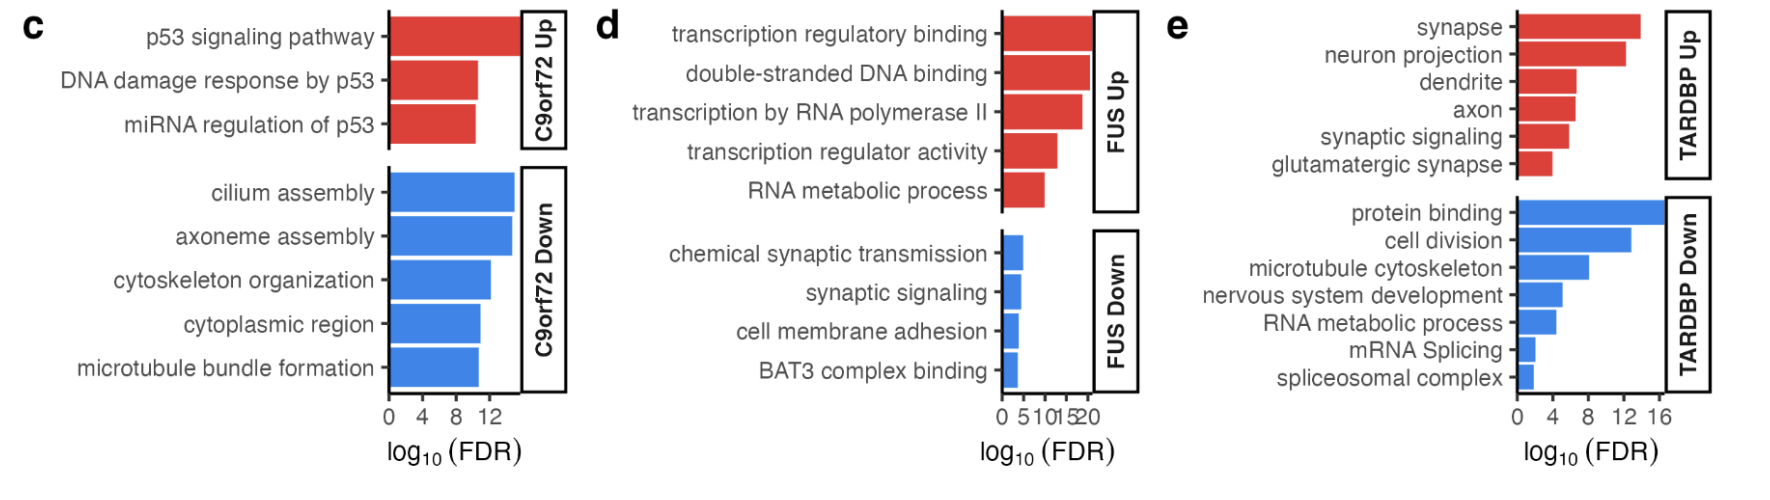 c
p53 signaling pathway
DNA damage response by p53
miRNA regulation of p53
C9orf72 Up
cilium assembly
axoneme assembly
cytoskeleton organization
cytoplasmic region
microtubule bundle formation
C9orf72 Down
0 4 8 12
log10 (FDR)
d
transcription regulatory binding
double-stranded DNA binding
transcription by RNA polymerase II
transcription regulator activity
RNA metabolic process
FUS Up
chemical synaptic transmission
synaptic signaling
cell membrane adhesion
BAT3 complex binding
FUS Down
0 5 10 15 20
log10 (FDR)
e
synapse
neuron projection
dendrite
axon
synaptic signaling
glutamatergic synapse
TARDBP Up
protein binding
cell division
microtubule cytoskeleton
nervous system development
RNA metabolic process
mRNA Splicing
spliceosomal complex
TARDBP Down
0 4 8 12 16
log10 (FDR)